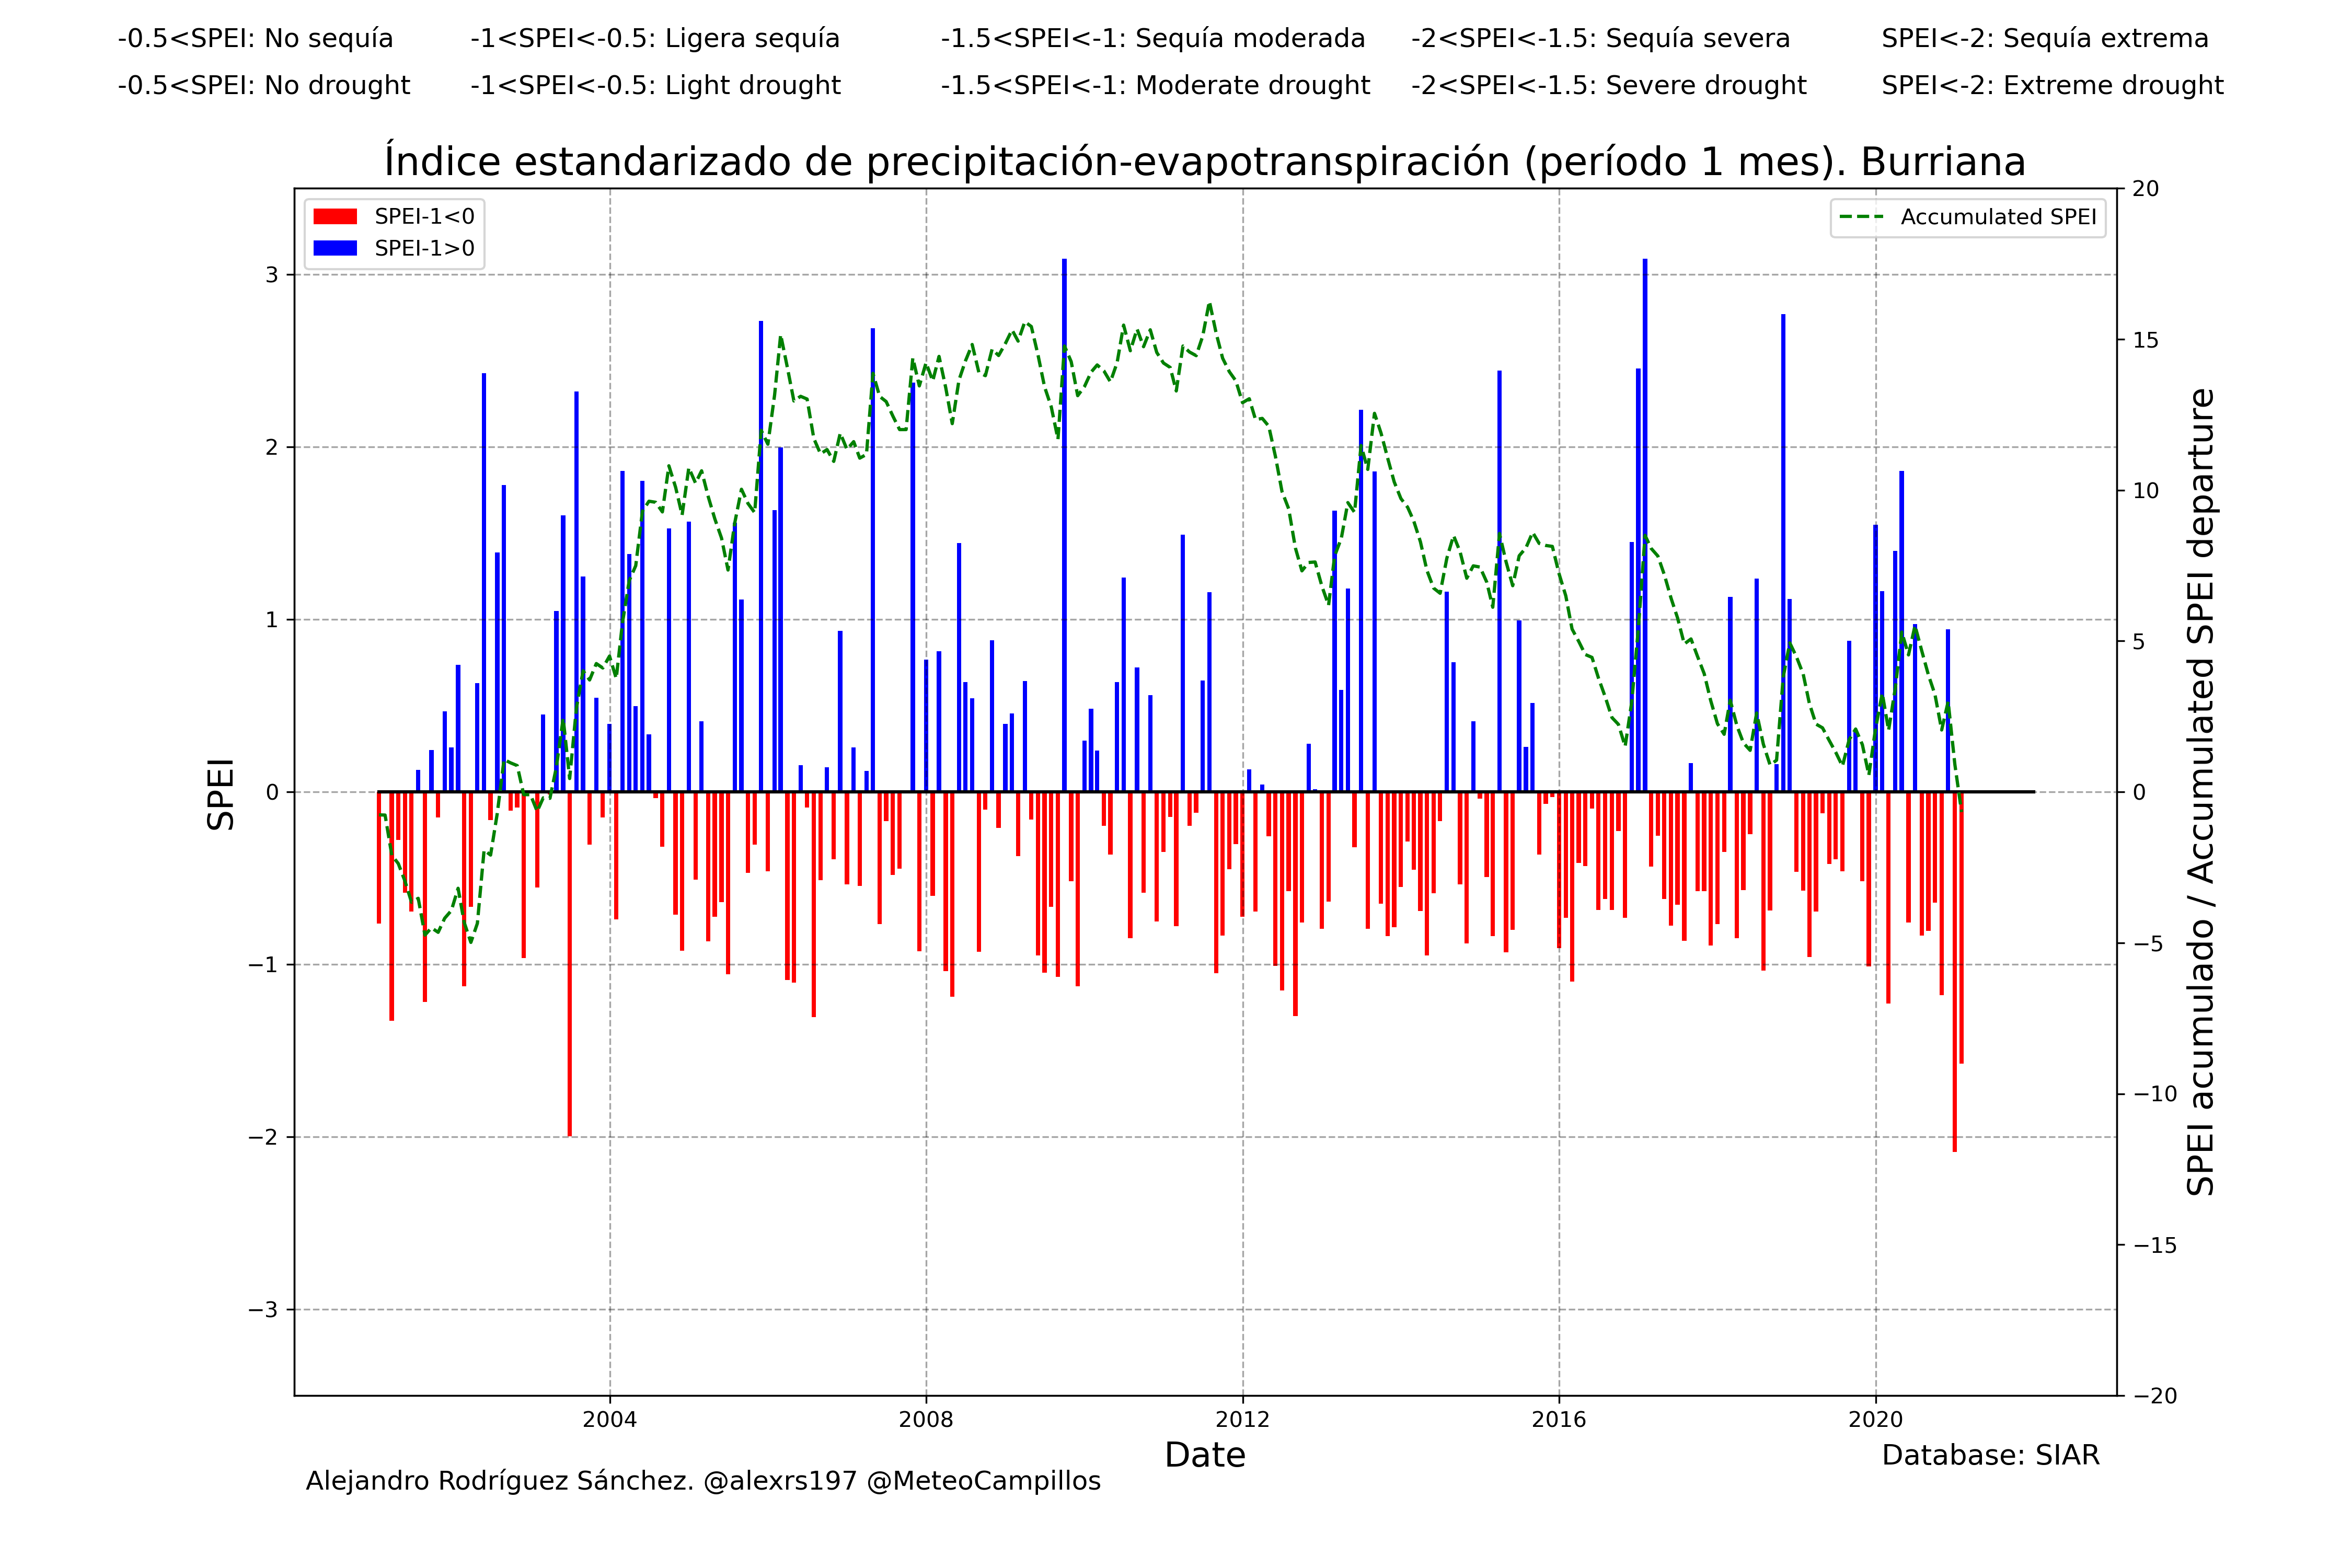 -0.5<SPEI: No sequía -1<SPEI<-0.5: Ligera sequía -1.5<SPEI<-1: Sequía moderada -2<SPEI<-1.5: Sequía severa SPEI<-2: Sequía extrema
-0.5<SPEI: No drought -1<SPEI<-0.5: Light drought -1.5<SPEI<-1: Moderate drought -2<SPEI<-1.5: Severe drought SPEI<-2: Extreme drought
Índice estandarizado de precipitación-evapotranspiración (período 1 mes). Burriana
SPEI-1<0
SPEI-1>0
Accumulated SPEI
SPEI
3
2
1
0
−1
−2
−3
20
15
10
5
0
−5
−10
−15
−20
SPEI acumulado / Accumulated SPEI departure
2004 2008 2012 2016 2020
Date
Database: SIAR
Alejandro Rodríguez Sánchez. @alexrs197 @MeteoCampillos